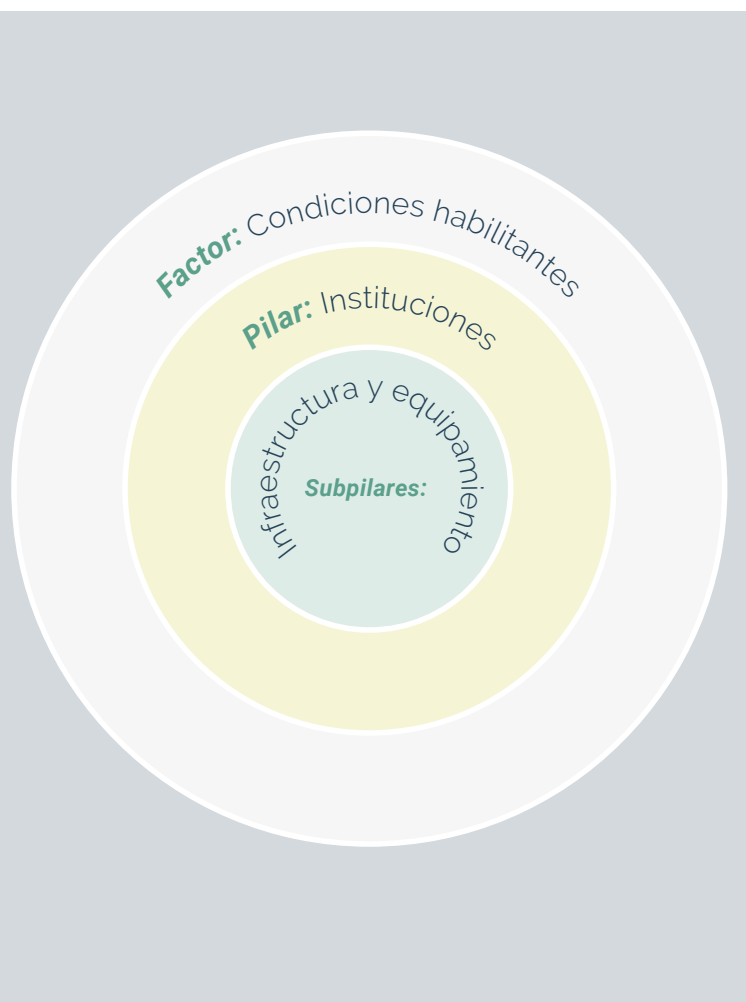 Factor: Condiciones habilitantes
Pilar: Instituciones
Infraestructura y equipamiento
Subpilares: